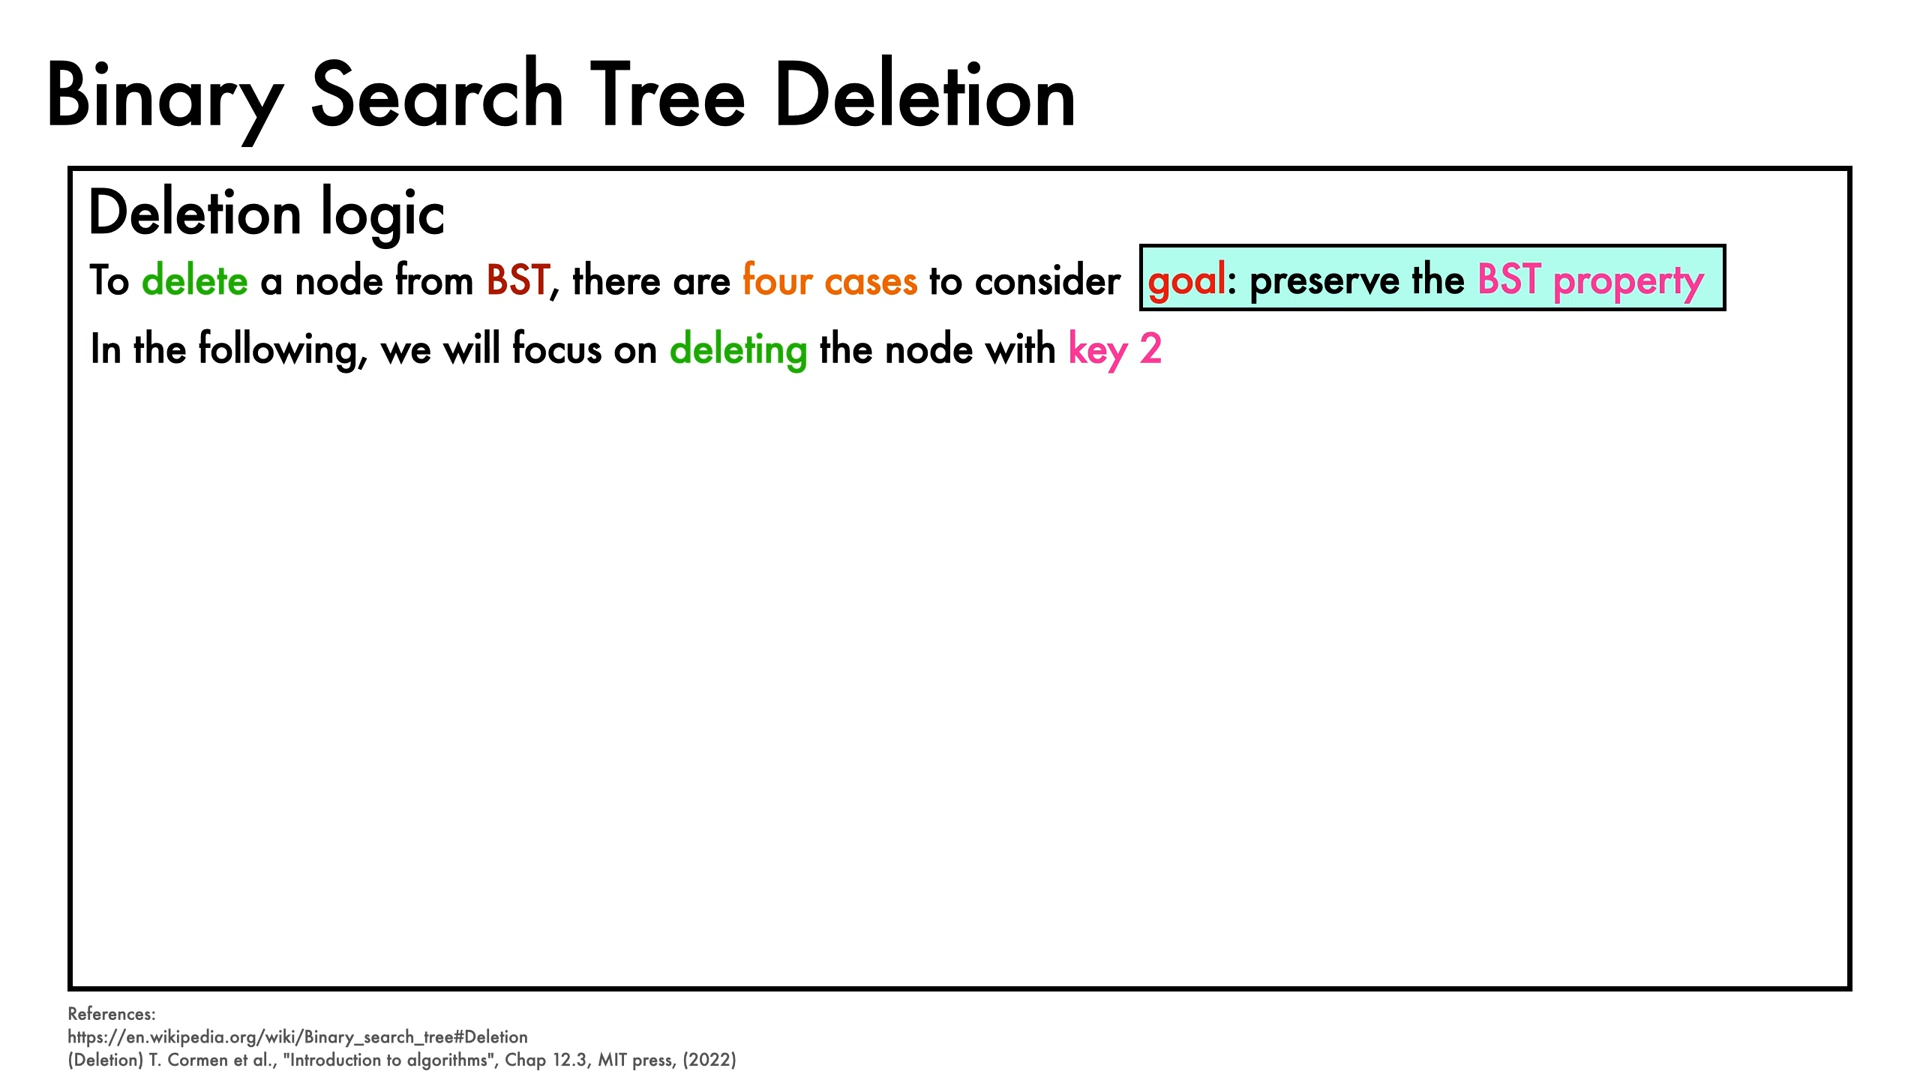 Binary Search Tree Deletion
Deletion logic
To delete a node from BST, there are four cases to consider goal: preserve the BST property
In the following, we will focus on deleting the node with key 2
References:
https://en.wikipedia.org/wiki/Binary_search_tree#Deletion
(Deletion) T. Cormen et al., "Introduction to algorithms", Chap 12.3, MIT press, (2022)